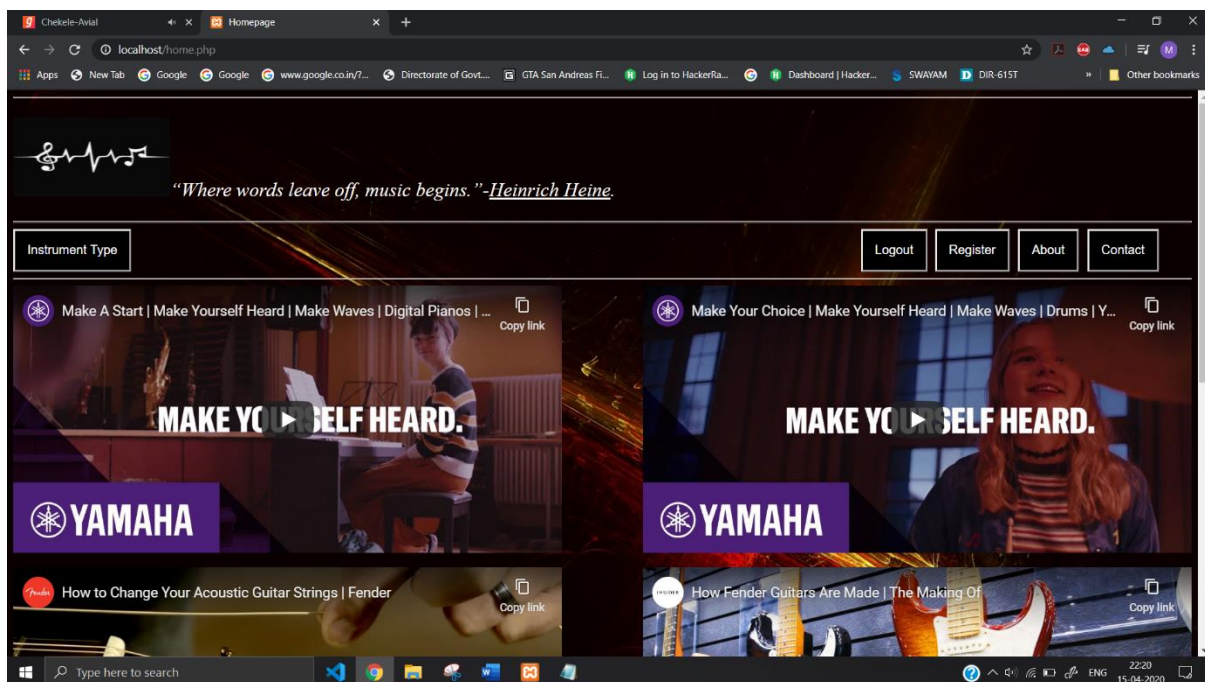 Chekele-Avial
Homepage
localhost/home.php
Apps
New Tab
Google
Google
www.google.co.in/?...
Directorate of Govt....
GTA San Andreas Fi...
Log in to HackerRa...
Dashboard | Hacker...
SWAYAM
DIR-615T
»
Other bookmarks
“Where words leave off, music begins.”-Heinrich Heine.
Instrument Type
Logout
Register
About
Contact
Make A Start | Make Yourself Heard | Make Waves | Digital Pianos | ...
Copy link
MAKE YOURSELF HEARD.
YAMAHA
Make Your Choice | Make Yourself Heard | Make Waves | Drums | Y...
Copy link
MAKE YOURSELF HEARD.
YAMAHA
How to Change Your Acoustic Guitar Strings | Fender
Copy link
How Fender Guitars Are Made | The Making Of
Copy link
Type here to search
ENG
22:20
15-04-2020